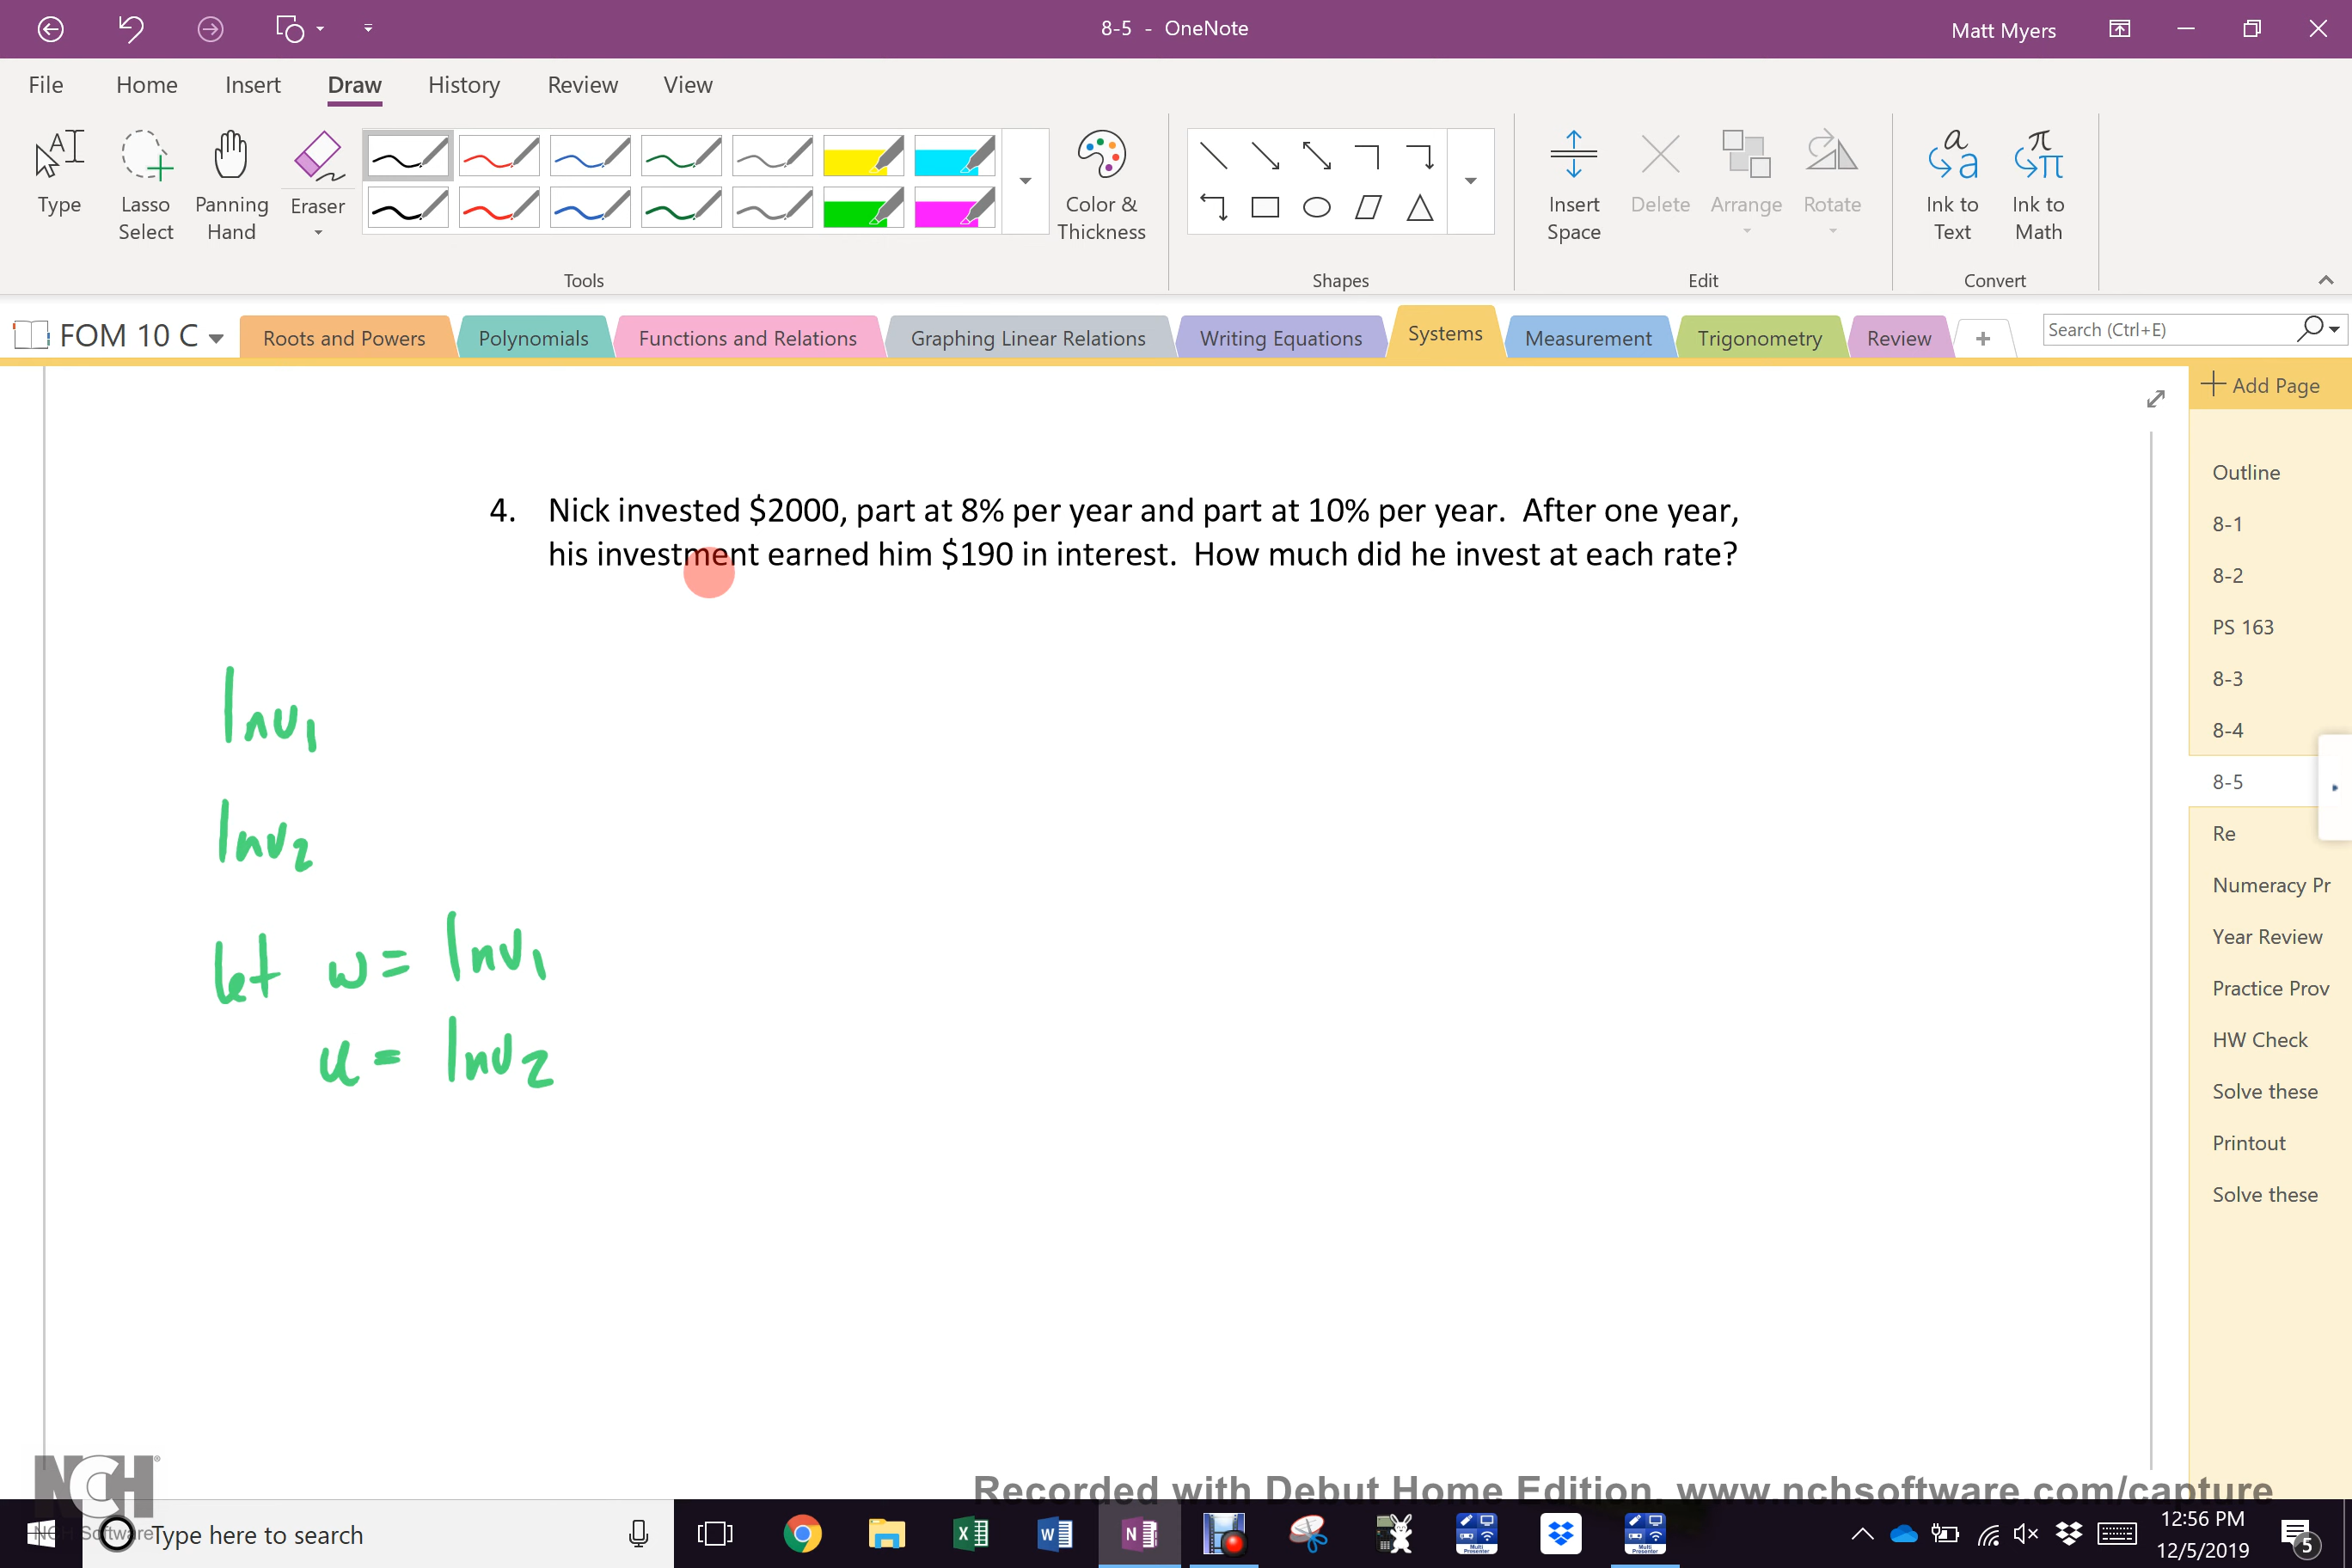 8-5 - OneNote
Matt Myers
File Home Insert Draw History Review View
Type
Lasso Select
Panning Hand
Eraser
Color & Thickness
Insert Space
Delete
Arrange
Rotate
Ink to Text
Ink to Math
Tools
Shapes
Edit
Convert
FOM 10 C
Roots and Powers
Polynomials
Functions and Relations
Graphing Linear Relations
Writing Equations
Systems
Measurement
Trigonometry
Review
Search (Ctrl+E)
Add Page
4. Nick invested $2000, part at 8% per year and part at 10% per year. After one year,
his investment earned him $190 in interest. How much did he invest at each rate?
Inv1
Inv2
let w = Inv1
u = Inv2
Outline
8-1
8-2
PS 163
8-3
8-4
8-5
Re
Numeracy Pr
Year Review
Practice Prov
HW Check
Solve these
Printout
Solve these
NCH
NCH Software
Recorded with Debut Home Edition. www.nchsoftware.com/capture
Type here to search
12:56 PM
12/5/2019
5